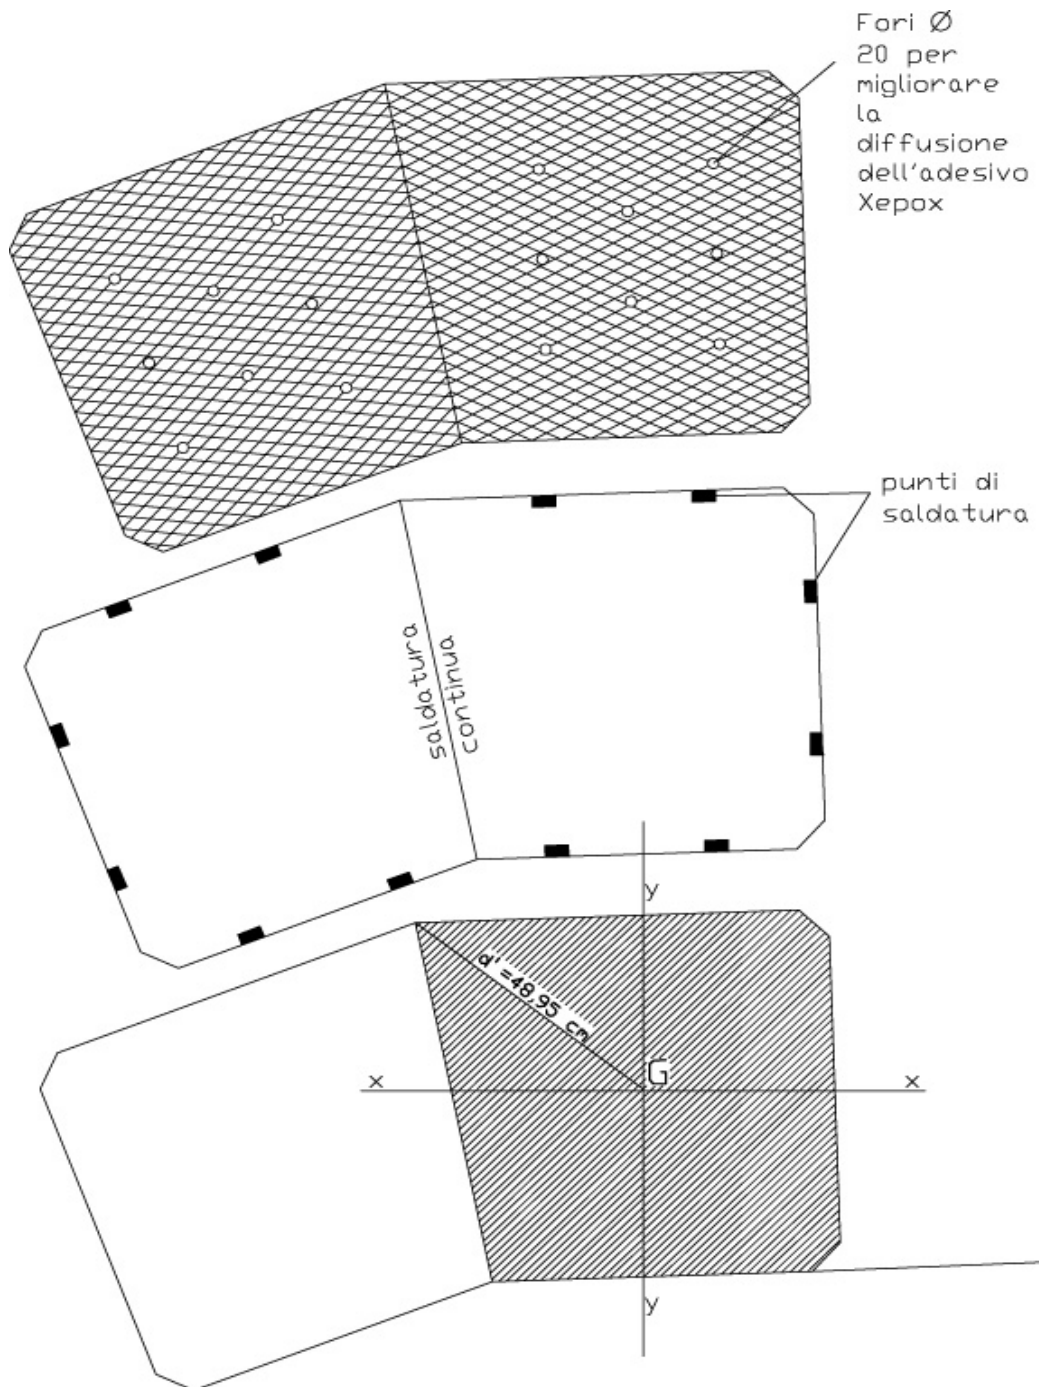 Fori Ø
20 per
migliorare
la
diffusione
dell'adesivo
Xepox
punti di
saldatura
saldatura
continua
y
d'=48,95 cm
G
x
x
y